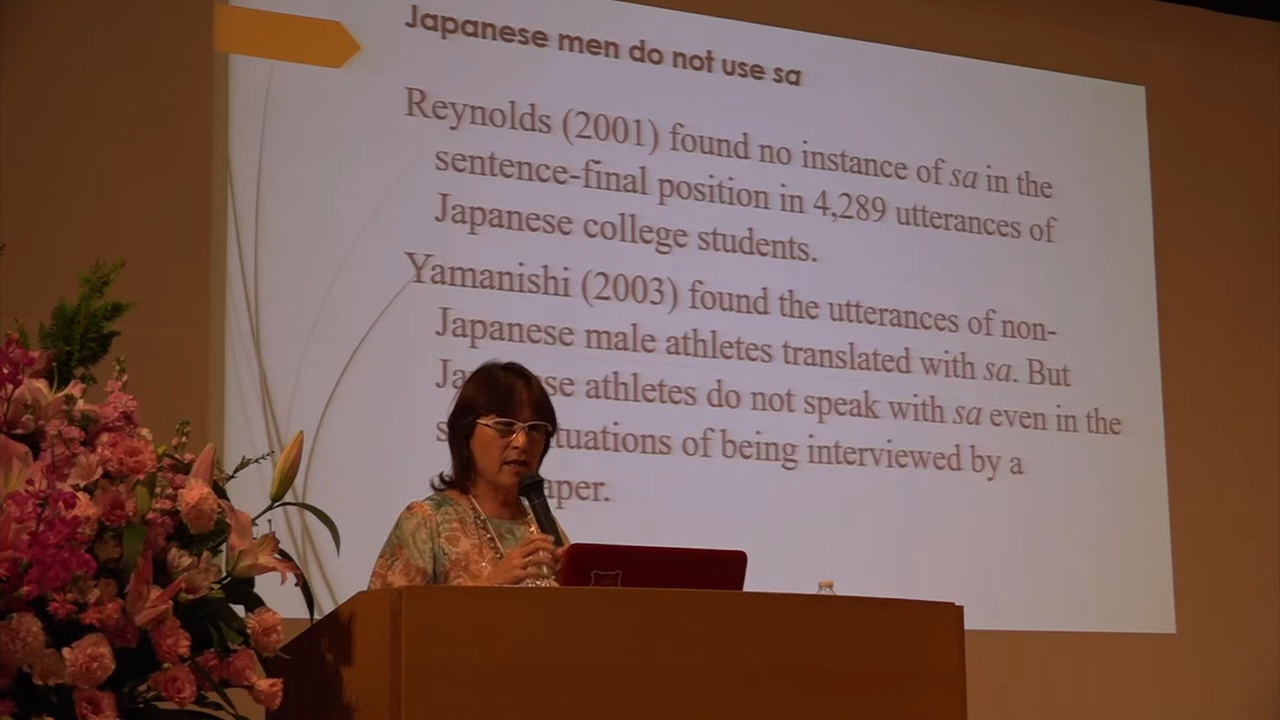 Japanese men do not use sa
Reynolds (2001) found no instance of sa in the
sentence-final position in 4,289 utterances of
Japanese college students.
Yamanishi (2003) found the utterances of non-
Japanese male athletes translated with sa. But
Ja se athletes do not speak with sa even in the
s tuations of being interviewed by a
aper.